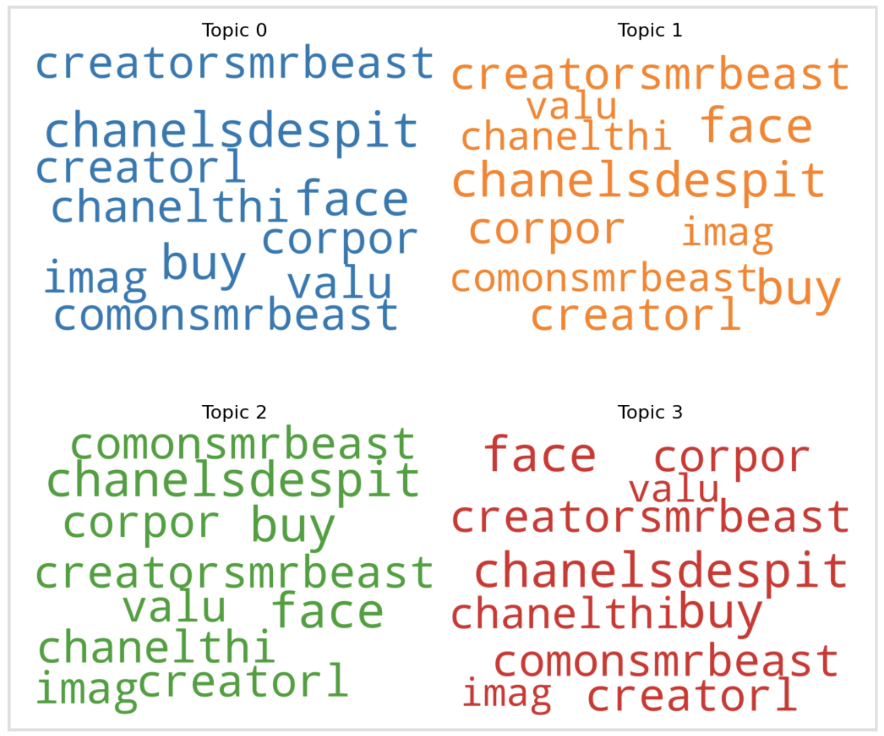 Topic 0
creatorsmrbeast
chanelsdespit
creatorl
chanelthi face
corpor
imag buy valu
comonsmrbeast
Topic 1
creatorsmrbeast
valu
chanelthi face
chanelsdespit
corpor imag
comonsmrbeast buy
creatorl
Topic 2
comonsmrbeast
chanelsdespit
corpor buy
creatorsmrbeast
valu face
chanelthi
imag creatorl
Topic 3
face corpor
valu
creatorsmrbeast
chanelsdespit
chanelthi buy
comonsmrbeast
imag creatorl